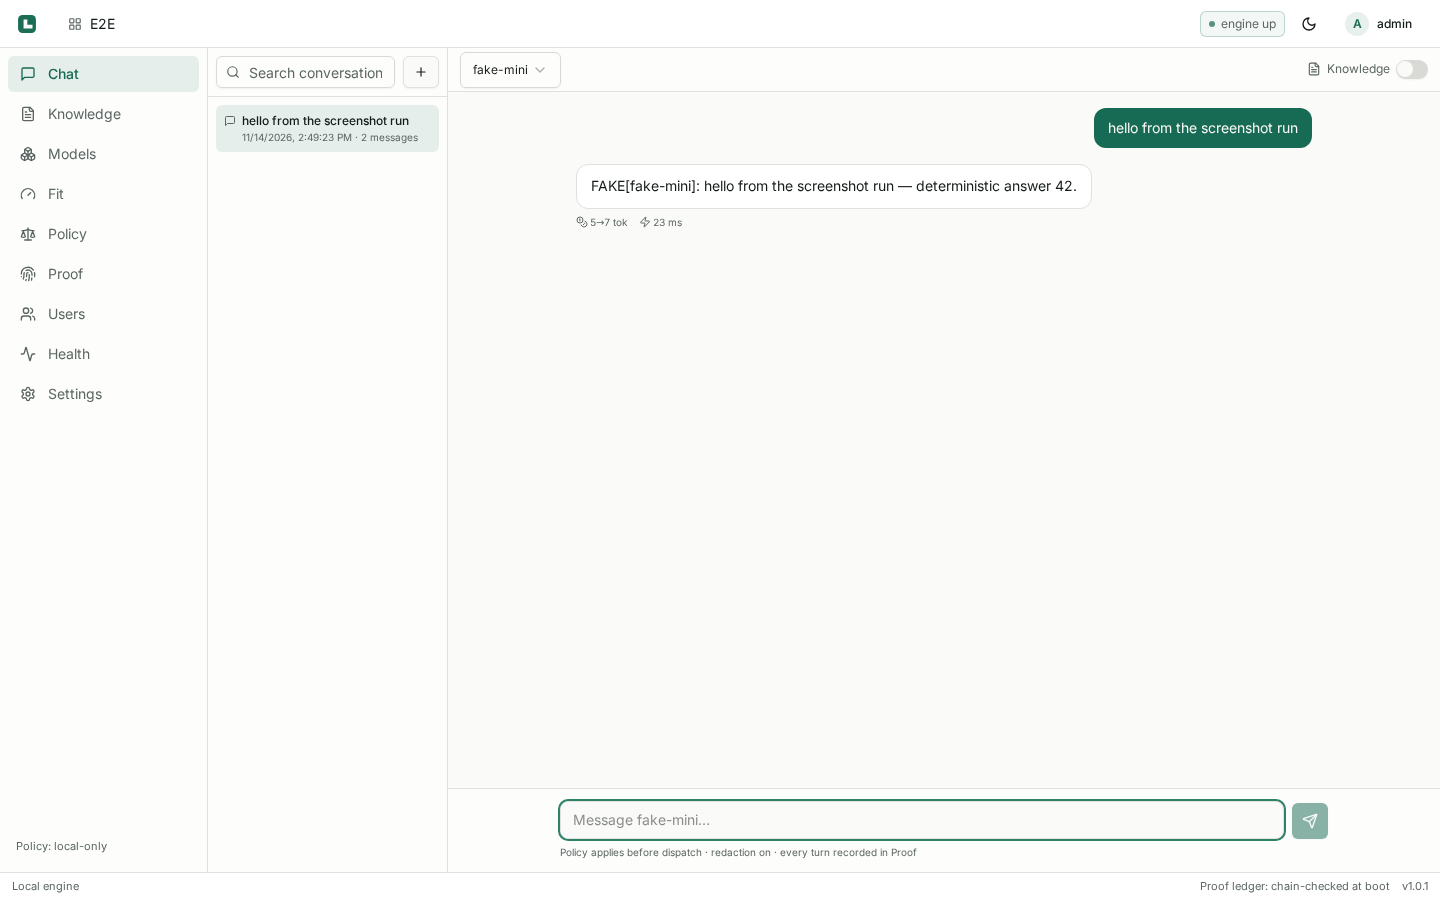 E2E
engine up
A
admin
Chat
Knowledge
Models
Fit
Policy
Proof
Users
Health
Settings
Policy: local-only
Search conversation
hello from the screenshot run
11/14/2026, 2:49:23 PM · 2 messages
fake-mini
Knowledge
hello from the screenshot run
FAKE[fake-mini]: hello from the screenshot run — deterministic answer 42.
5→7 tok 23 ms
Message fake-mini...
Policy applies before dispatch · redaction on · every turn recorded in Proof
Local engine
Proof ledger: chain-checked at boot v1.0.1